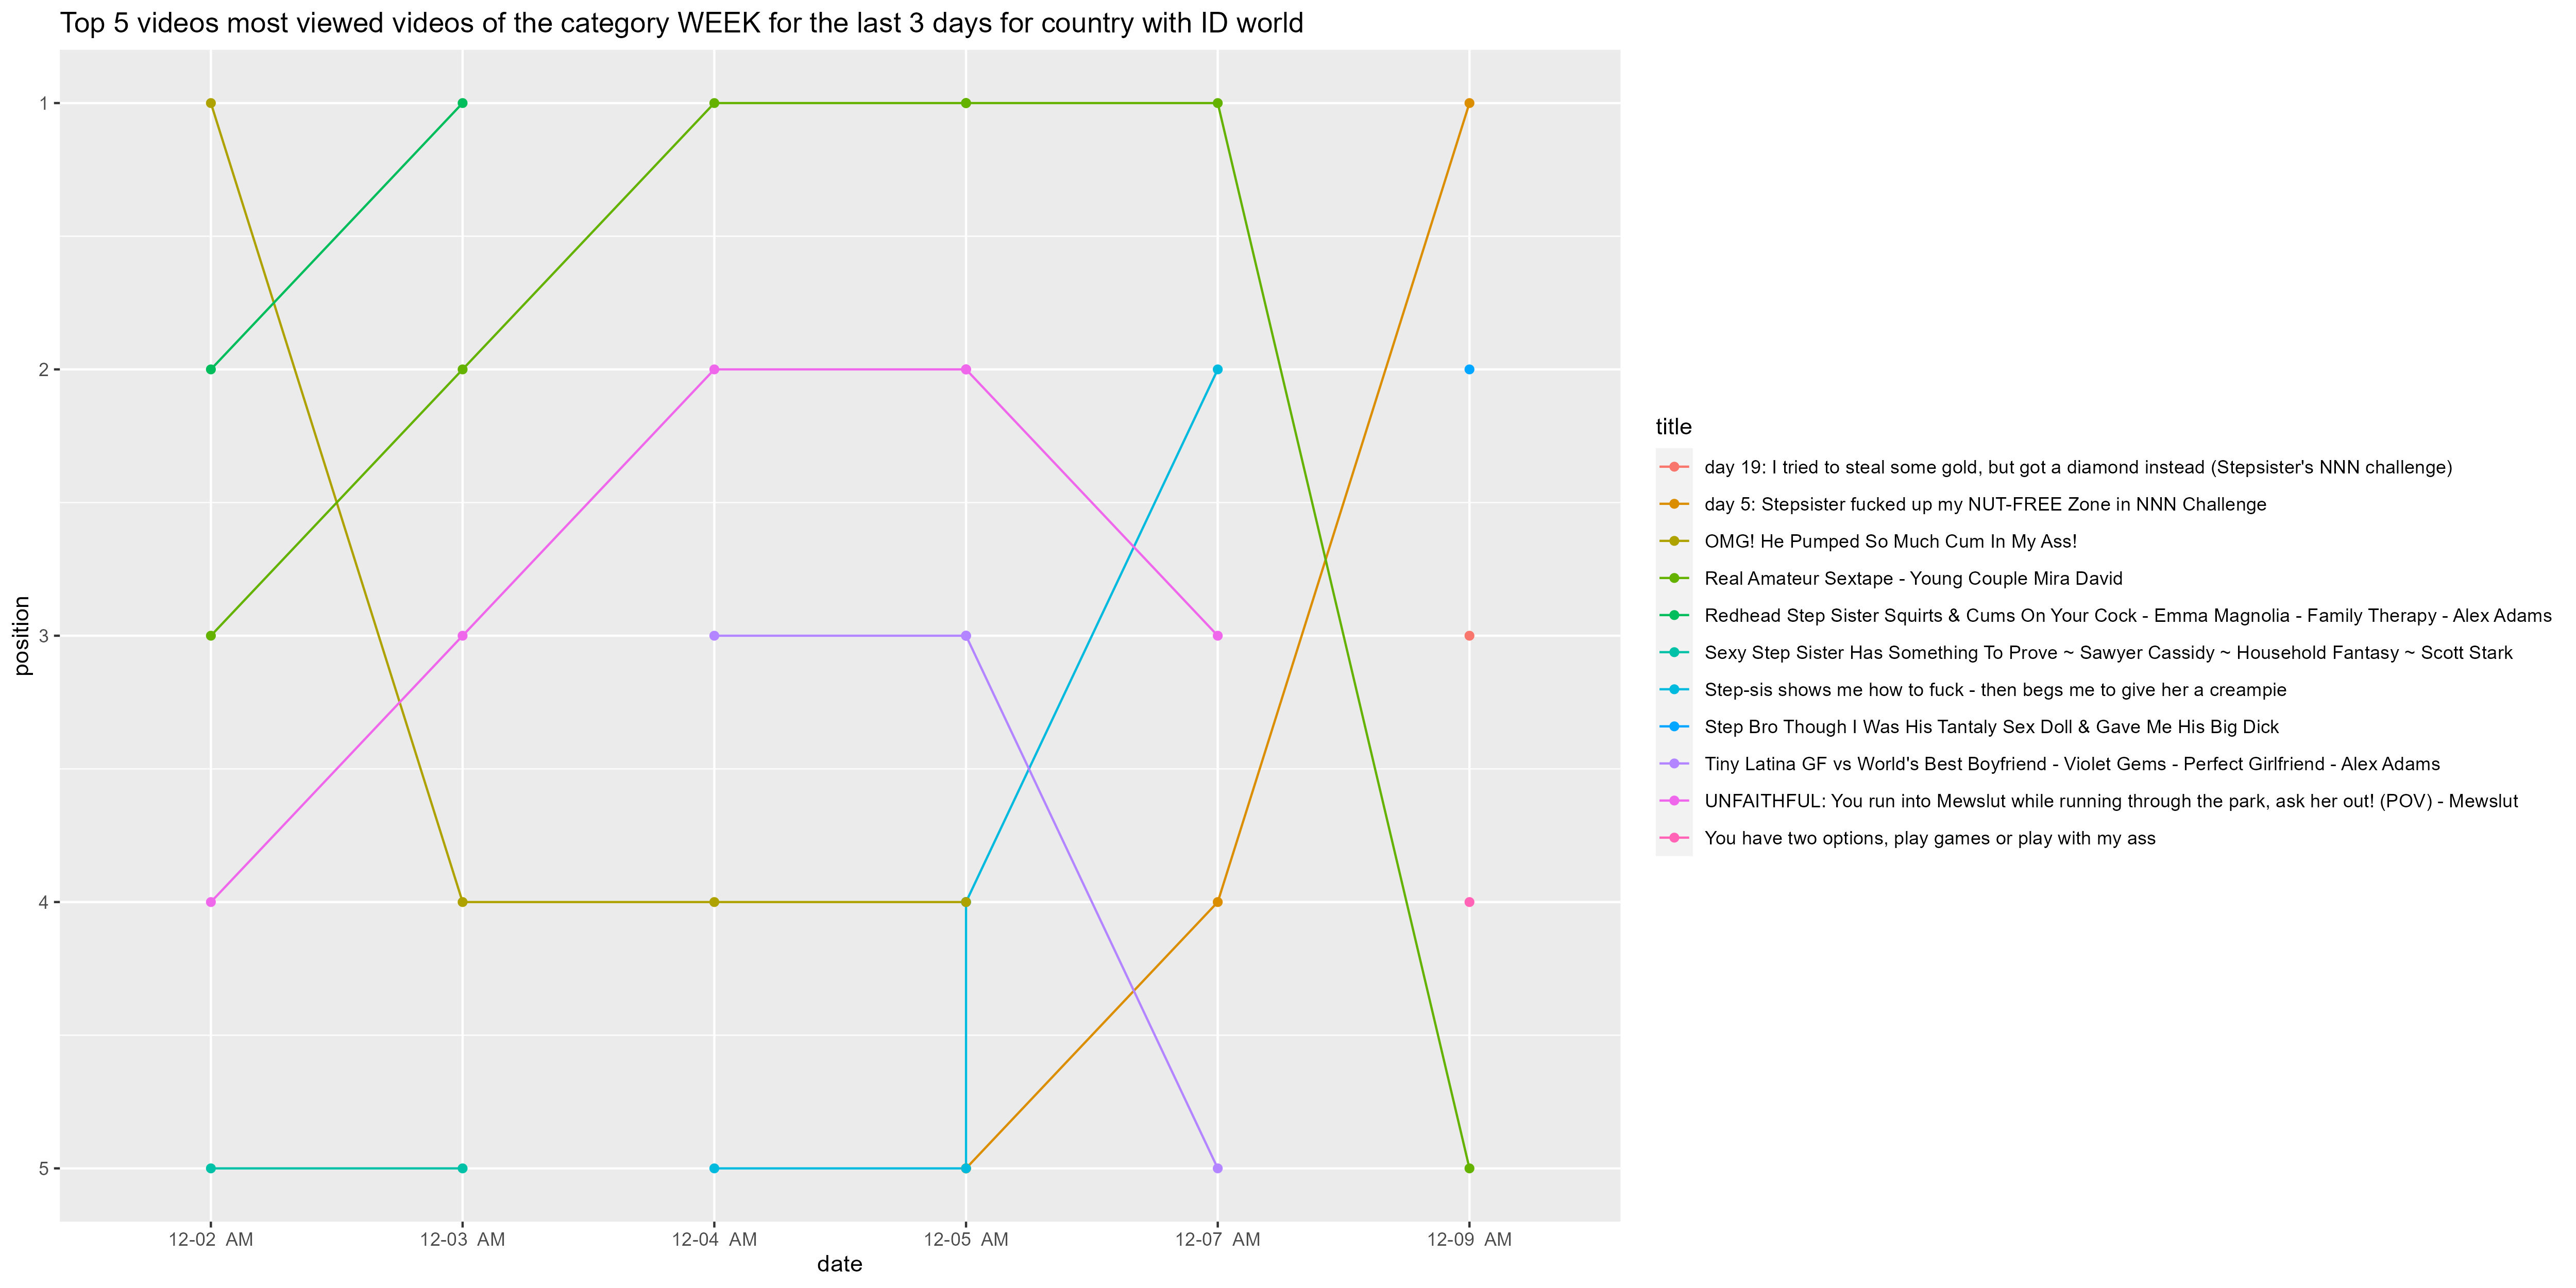 Top 5 videos most viewed videos of the category WEEK for the last 3 days for country with ID world
1
2
3
4
5
position
12-02 AM
12-03 AM
12-04 AM
12-05 AM
12-07 AM
12-09 AM
date
title
day 19: I tried to steal some gold, but got a diamond instead (Stepsister's NNN challenge)
day 5: Stepsister fucked up my NUT-FREE Zone in NNN Challenge
OMG! He Pumped So Much Cum In My Ass!
Real Amateur Sextape - Young Couple Mira David
Redhead Step Sister Squirts & Cums On Your Cock - Emma Magnolia - Family Therapy - Alex Adams
Sexy Step Sister Has Something To Prove ~ Sawyer Cassidy ~ Household Fantasy ~ Scott Stark
Step-sis shows me how to fuck - then begs me to give her a creampie
Step Bro Though I Was His Tantaly Sex Doll & Gave Me His Big Dick
Tiny Latina GF vs World's Best Boyfriend - Violet Gems - Perfect Girlfriend - Alex Adams
UNFAITHFUL: You run into Mewslut while running through the park, ask her out! (POV) - Mewslut
You have two options, play games or play with my ass